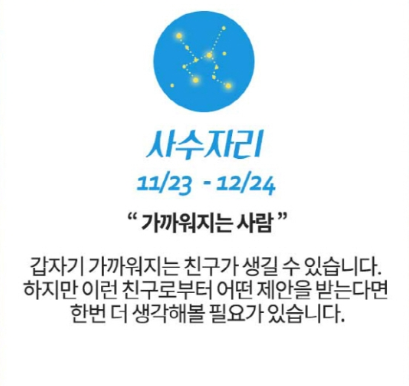 사수자리
11/23 - 12/24
“ 가까워지는 사람 ”
갑자기 가까워지는 친구가 생길 수 있습니다.
하지만 이런 친구로부터 어떤 제안을 받는다면
한번 더 생각해볼 필요가 있습니다.